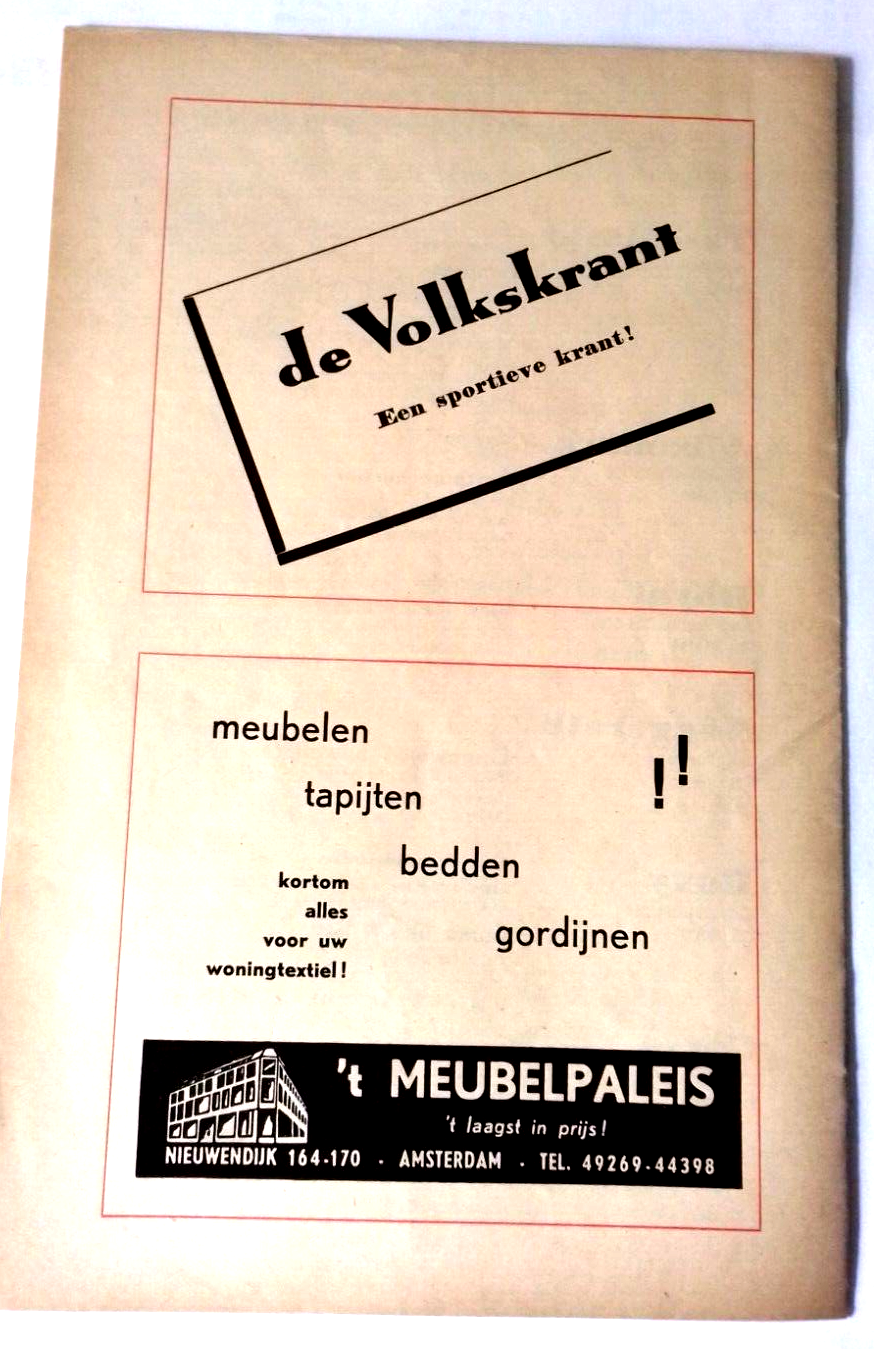 de Volkskrant
Een sportieve krant!
meubelen
!!
tapijten
bedden
gordijnen
kortom
alles
voor uw
woningtextiel!
't MEUBELPALEIS
't laagst in prijs!
NIEUWENDIJK 164-170 . AMSTERDAM . TEL. 49269-44398